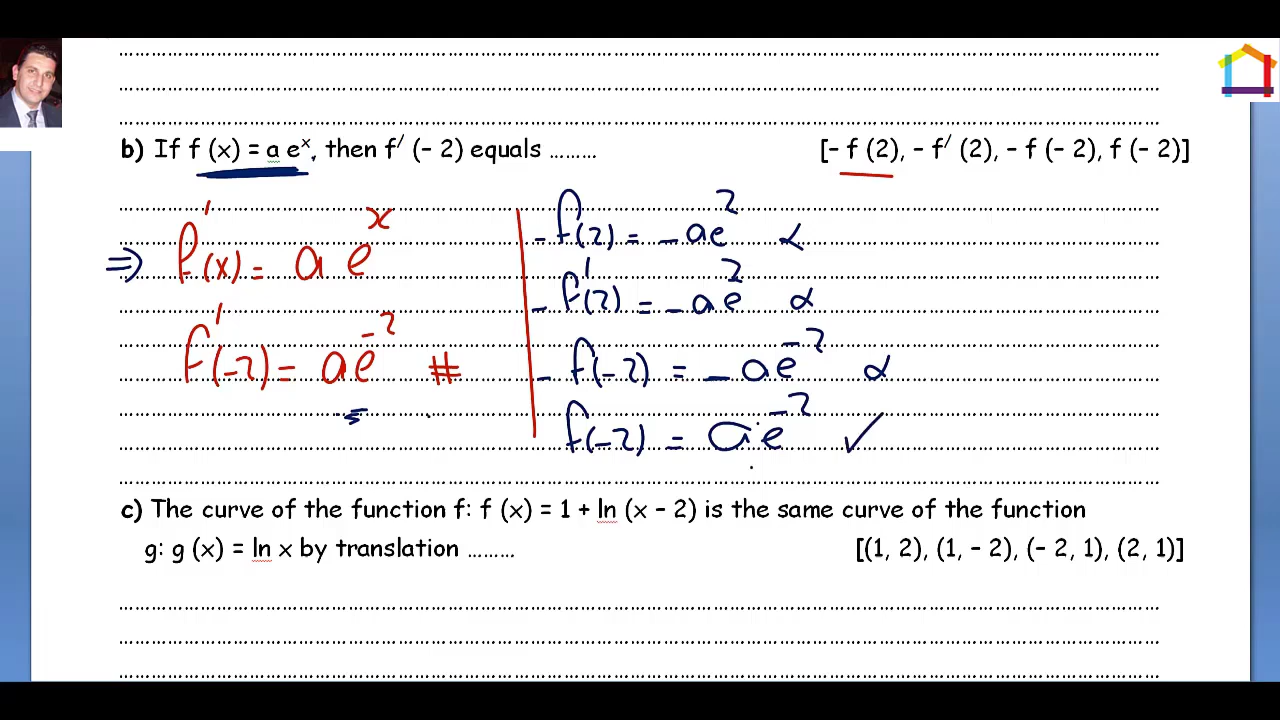 b) If f (x) = a eˣ, then f′ (– 2) equals ......... [– f (2), – f′ (2), – f (– 2), f (– 2)]
⇒ f'(x) = a eˣ
f'(-2) = a e⁻² #
- f(2) = - a e² α
- f'(2) = - a e² α
- f(-2) = - a e⁻² α
f(-2) = a e⁻² ✓
c) The curve of the function f: f (x) = 1 + ln (x – 2) is the same curve of the function
g: g (x) = ln x by translation ......... [(1, 2), (1, – 2), (– 2, 1), (2, 1)]